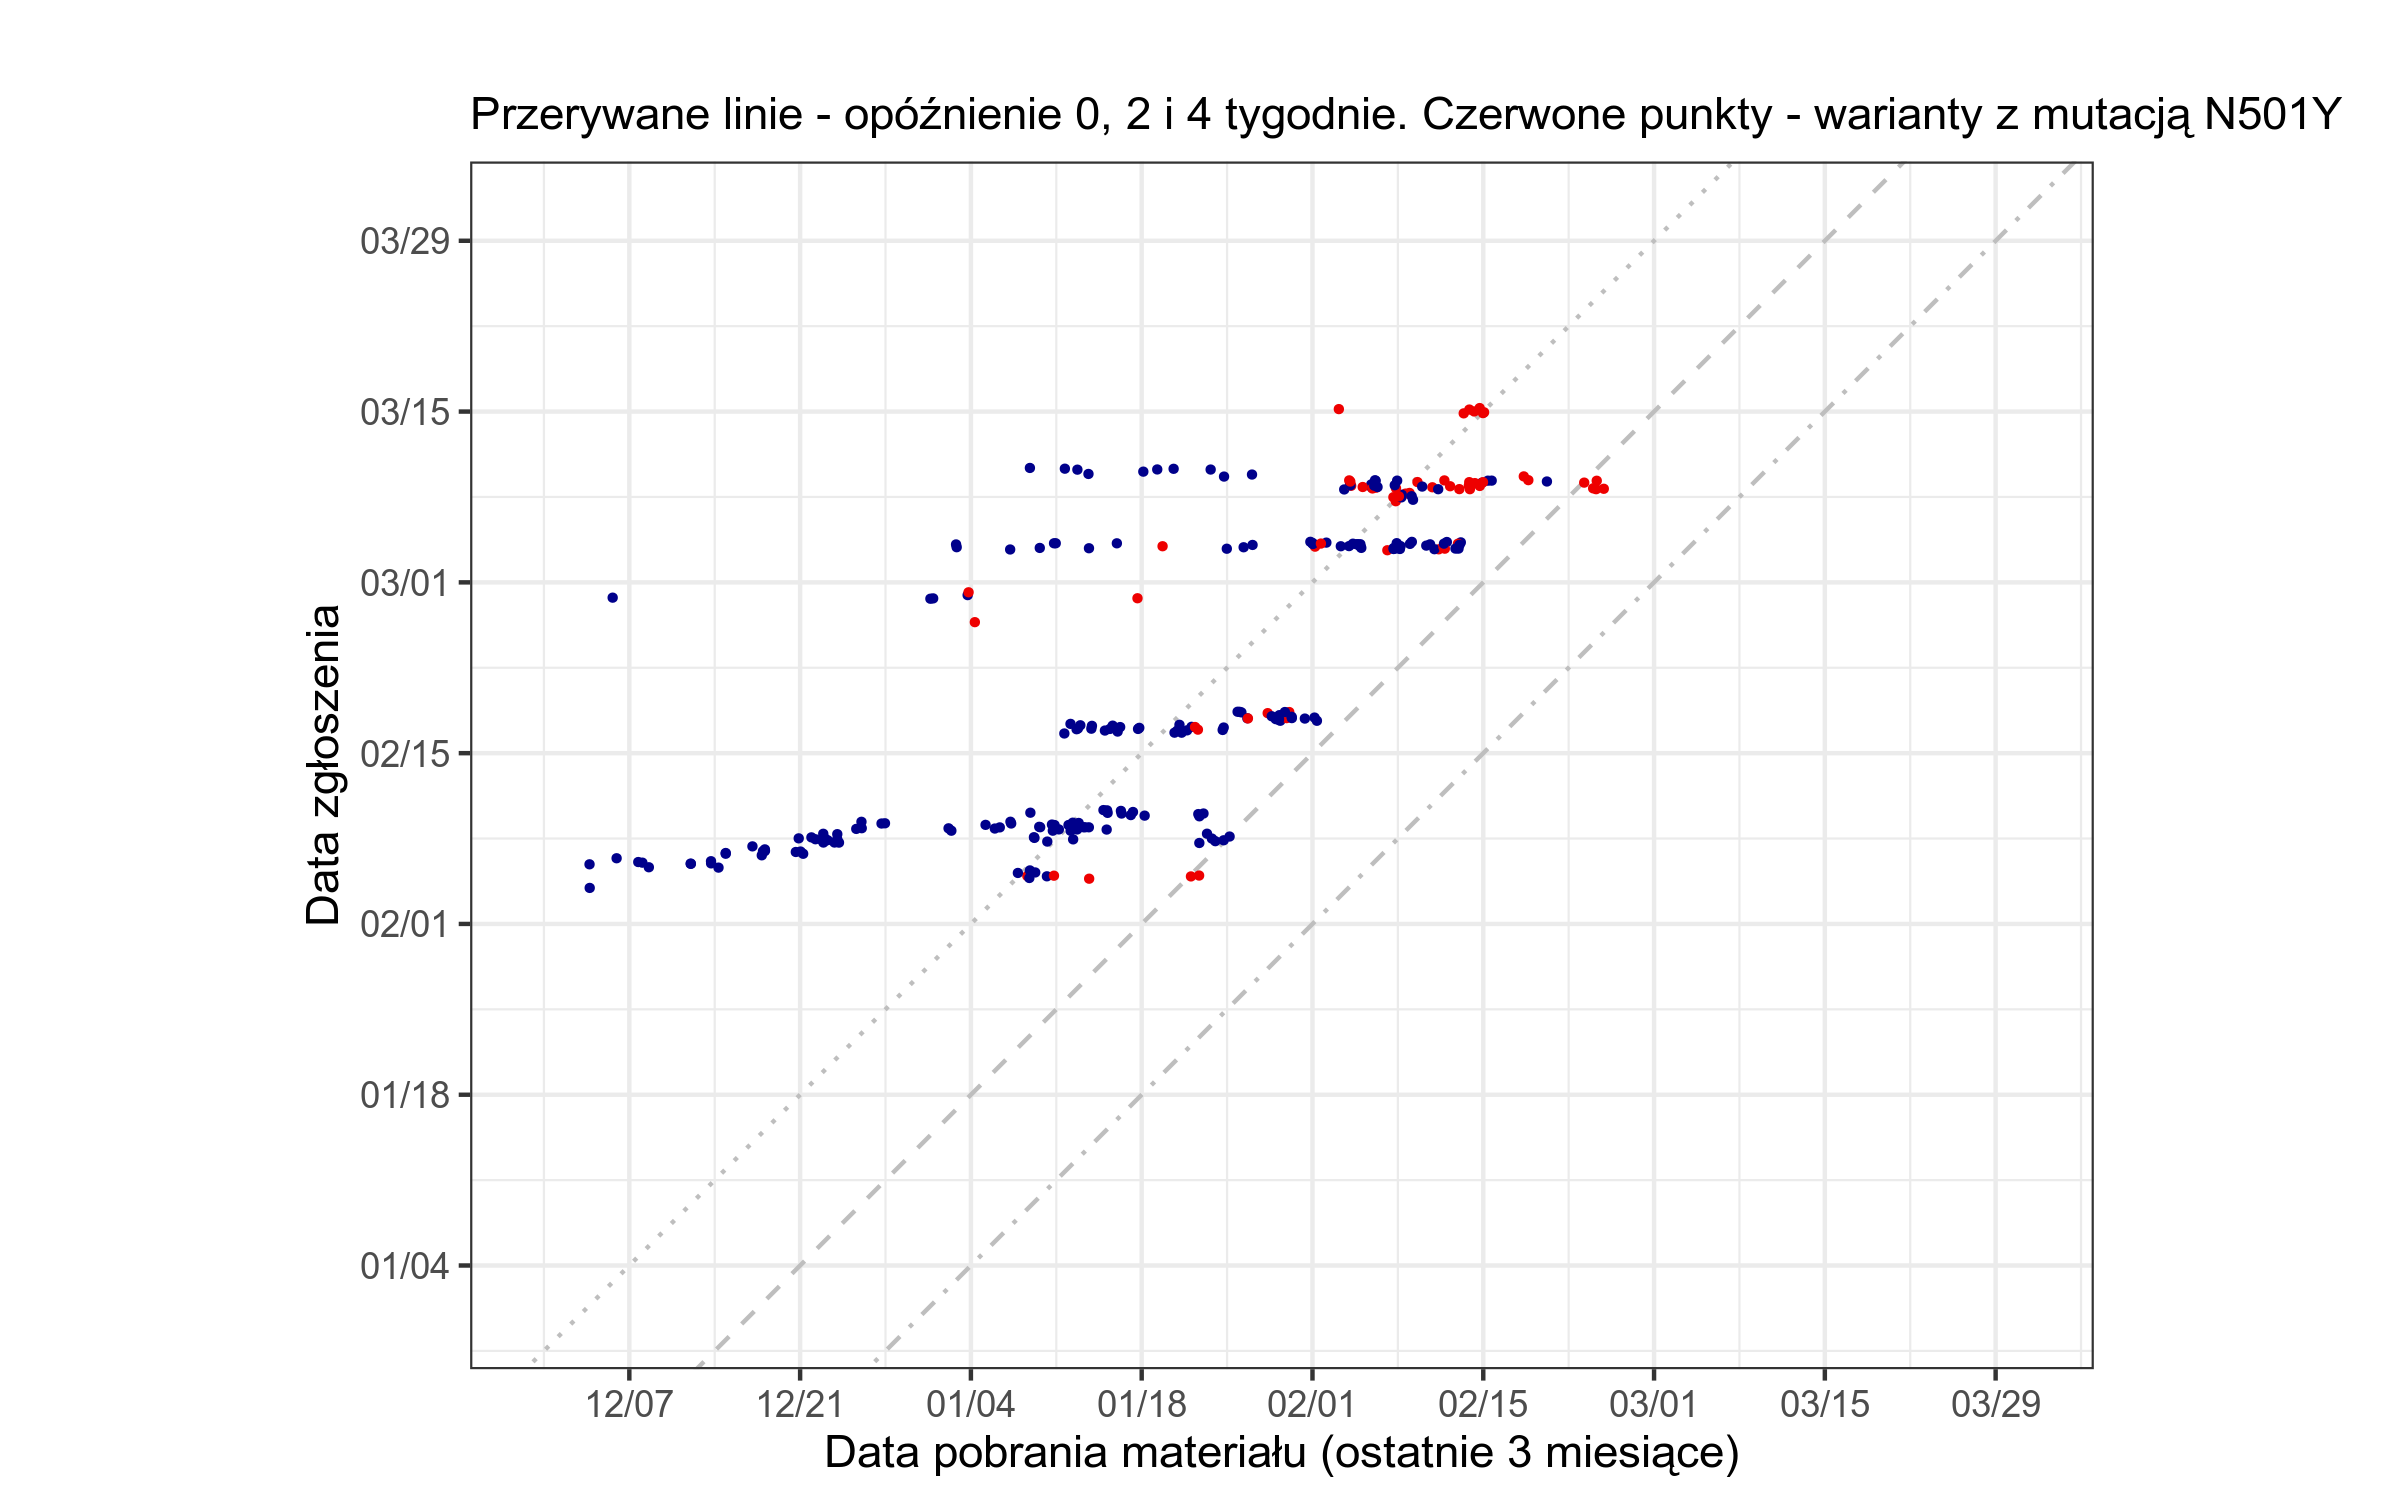 Przerywane linie - opóźnienie 0, 2 i 4 tygodnie. Czerwone punkty - warianty z mutacją N501Y
Data zgłoszenia
03/29
03/15
03/01
02/15
02/01
01/18
01/04
12/07 12/21 01/04 01/18 02/01 02/15 03/01 03/15 03/29
Data pobrania materiału (ostatnie 3 miesiące)